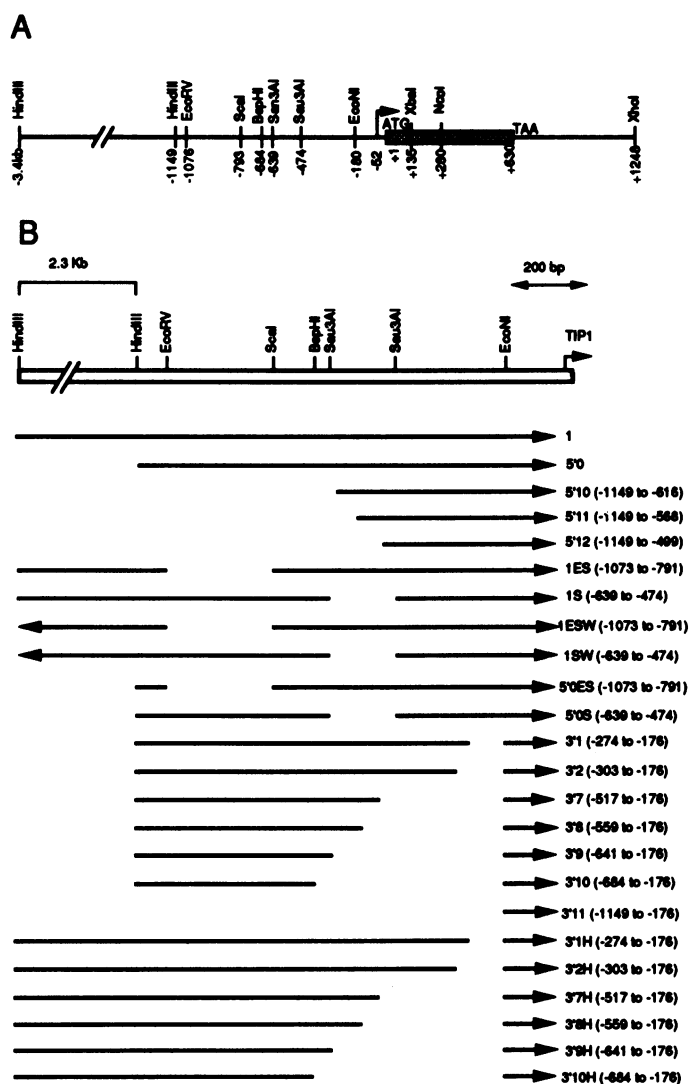 A
HindIII HindIII EcoRV ScaI BspHI Sau3AI Sau3AI EcoNI ATG XbaI NcoI TAA XhoI
-3.4kb -1149 -1076 -793 -684 -639 -474 -180 -52 +1 +135 +280 +630 +1248
B
2.3 Kb 200 bp
HindIII HindIII EcoRV ScaI BspHI Sau3AI Sau3AI EcoNI TIP1
1
5'0
5'10 (-1149 to -616)
5'11 (-1149 to -566)
5'12 (-1149 to -499)
1ES (-1073 to -791)
1S (-639 to -474)
1ESW (-1073 to -791)
1SW (-639 to -474)
5'0ES (-1073 to -791)
5'0S (-639 to -474)
3'1 (-274 to -176)
3'2 (-303 to -176)
3'7 (-517 to -176)
3'8 (-559 to -176)
3'9 (-641 to -176)
3'10 (-684 to -176)
3'11 (-1149 to -176)
3'1H (-274 to -176)
3'2H (-303 to -176)
3'7H (-517 to -176)
3'8H (-559 to -176)
3'9H (-641 to -176)
3'10H (-684 to -176)